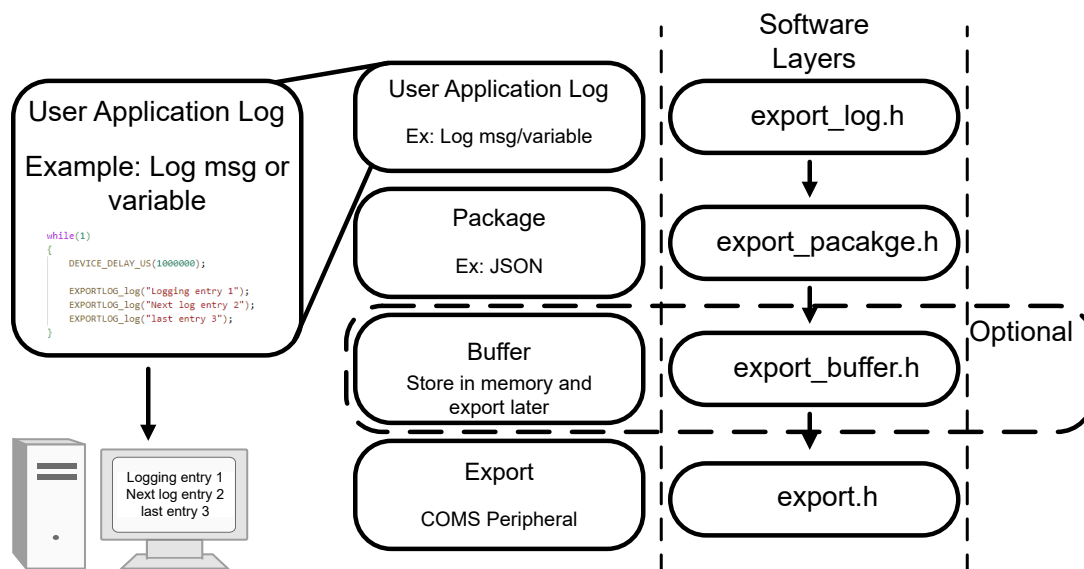 User Application Log
Example: Log msg or
variable
while(1)
{
DEVICE_DELAY_US(1000000);
EXPORTLOG_log("Logging entry 1");
EXPORTLOG_log("Next log entry 2");
EXPORTLOG_log("last entry 3");
}
Logging entry 1
Next log entry 2
last entry 3
User Application Log
Ex: Log msg/variable
Package
Ex: JSON
Buffer
Store in memory and
export later
Export
COMS Peripheral
Software
Layers
export_log.h
export_pacakge.h
export_buffer.h
export.h
Optional